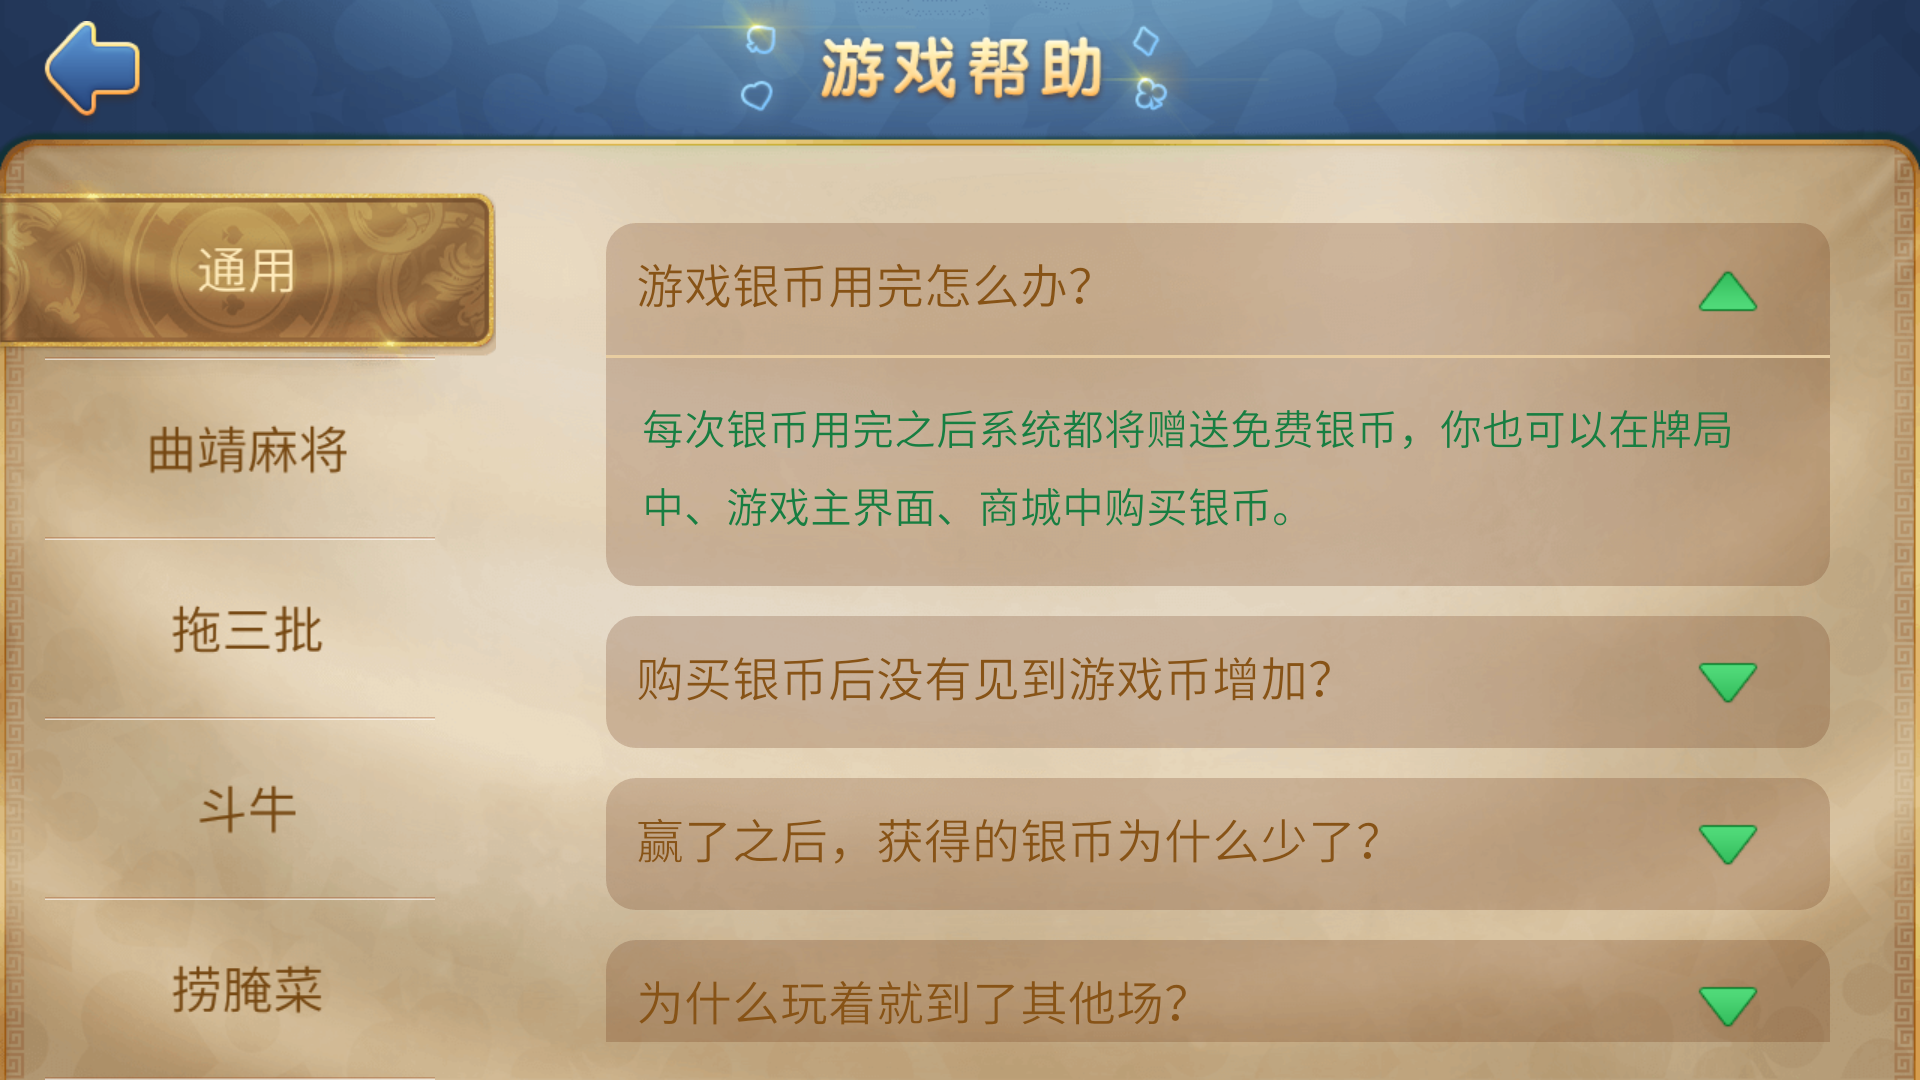 游戏帮助
通用
曲靖麻将
拖三批
斗牛
捞腌菜
游戏银币用完怎么办？
每次银币用完之后系统都将赠送免费银币，你也可以在牌局
中、游戏主界面、商城中购买银币。
购买银币后没有见到游戏币增加？
赢了之后，获得的银币为什么少了？
为什么玩着就到了其他场？